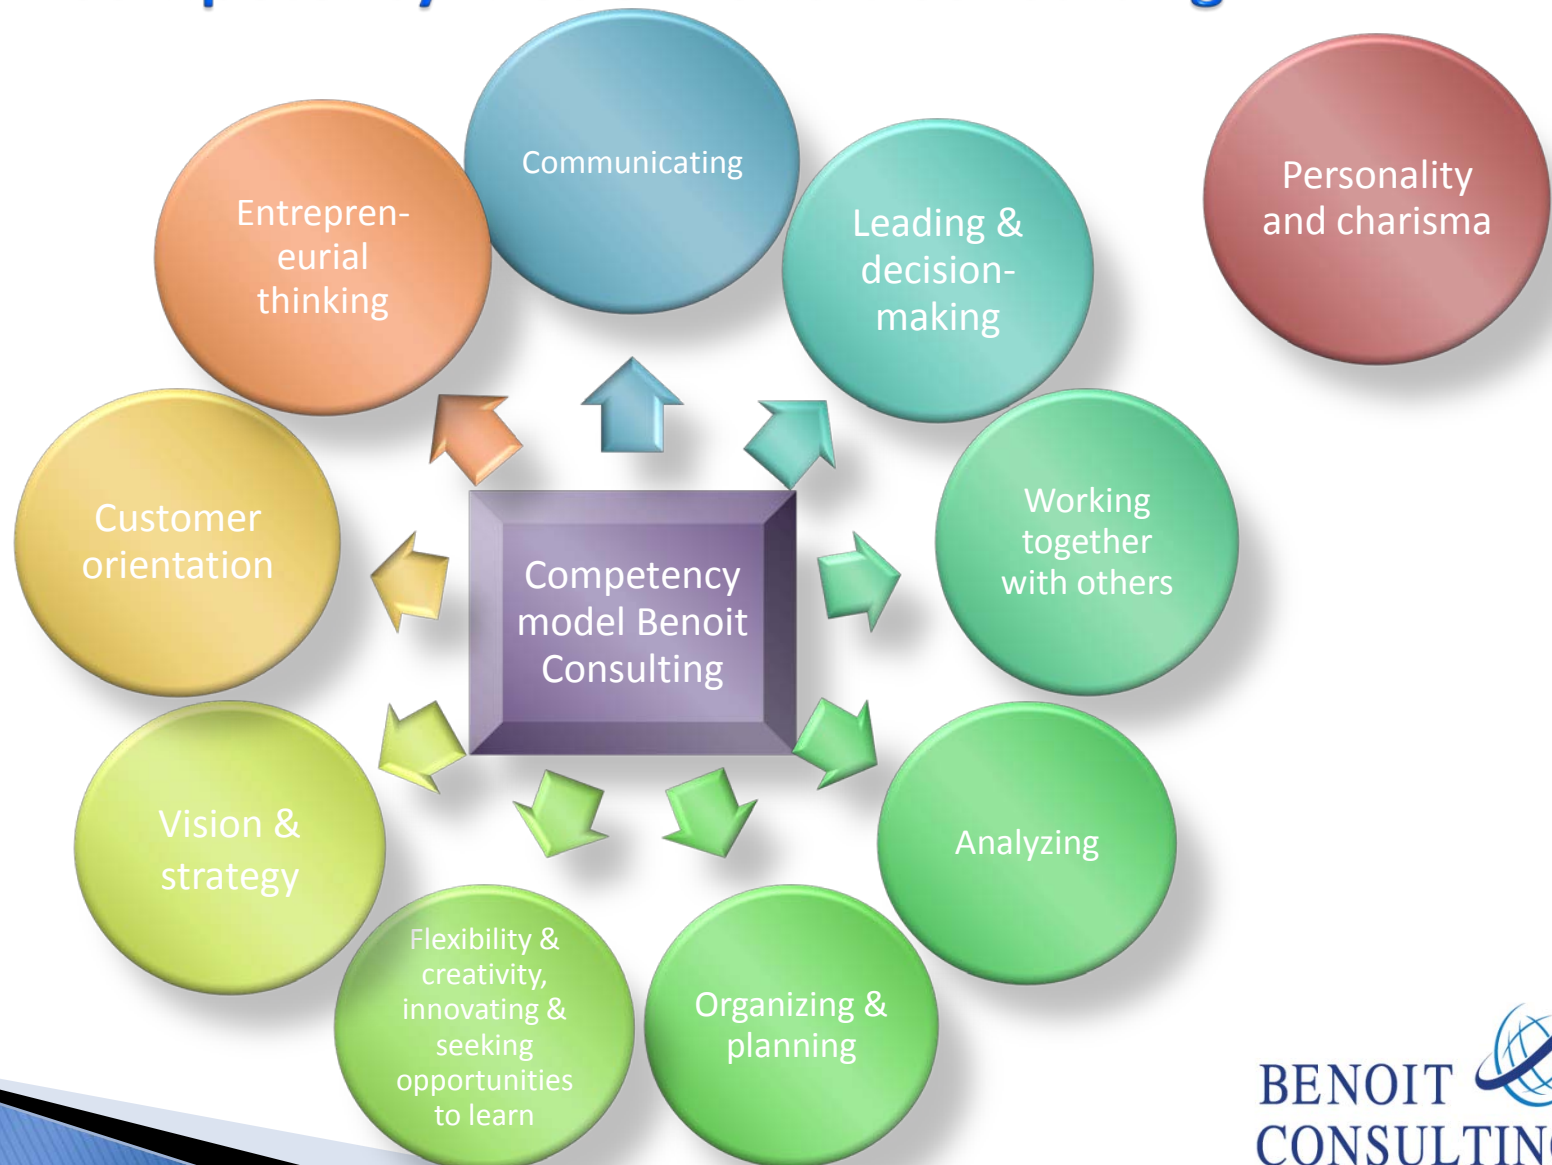 Communicating
Entrepren-
eurial
thinking
Leading &
decision-
making
Personality
and charisma
Customer
orientation
Working
together
with others
Competency
model Benoit
Consulting
Vision &
strategy
Analyzing
Flexibility &
creativity,
innovating &
seeking
opportunities
to learn
Organizing &
planning
BENOIT
CONSULTING